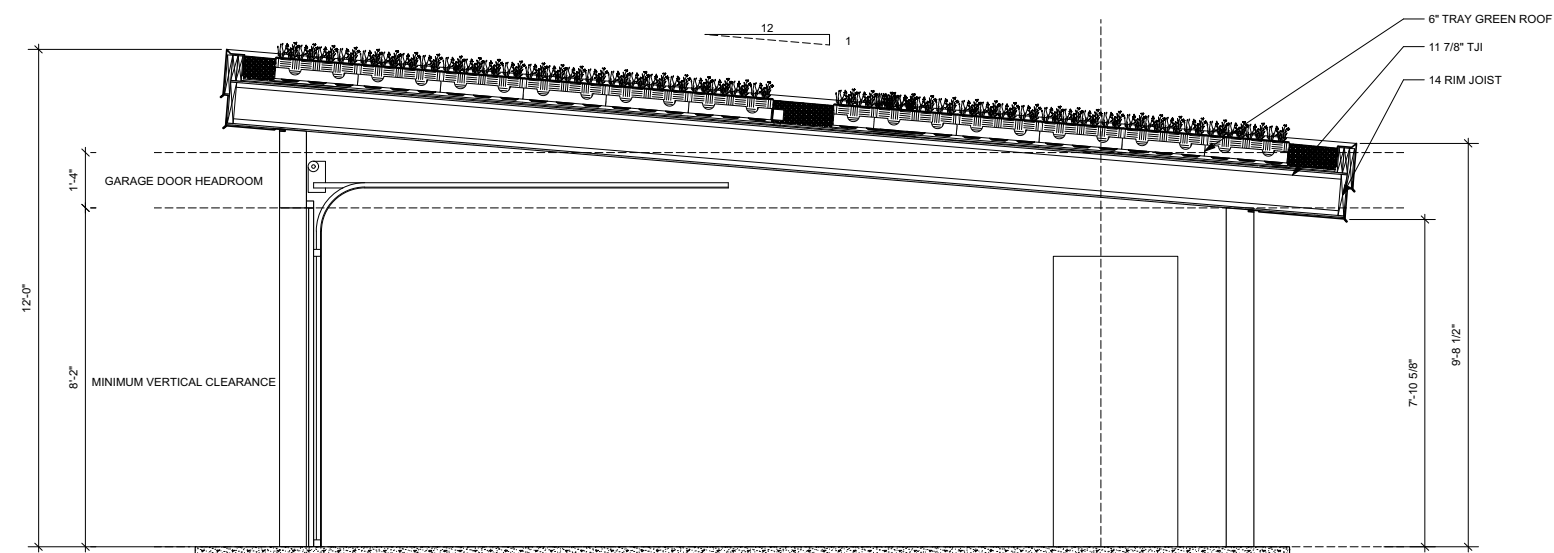 12
1
6" TRAY GREEN ROOF
11 7/8" TJI
14 RIM JOIST
1'-4"
GARAGE DOOR HEADROOM
12'-0"
8'-2"
MINIMUM VERTICAL CLEARANCE
7'-10 5/8"
9'-8 1/2"